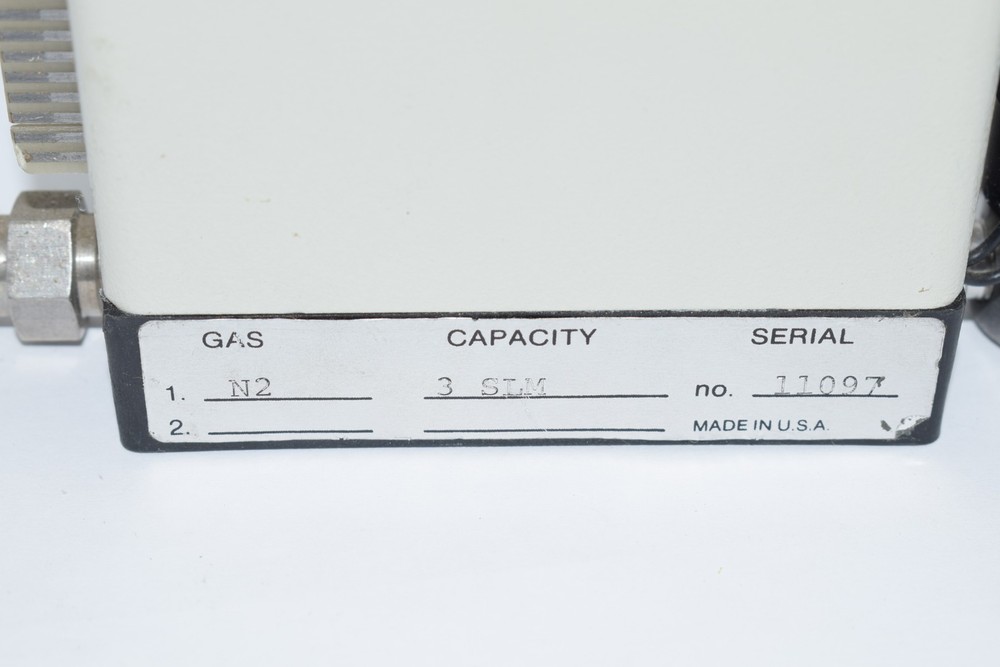 GAS CAPACITY SERIAL
1. N2 3 SLM no. 11097
2. MADE IN U.S.A.